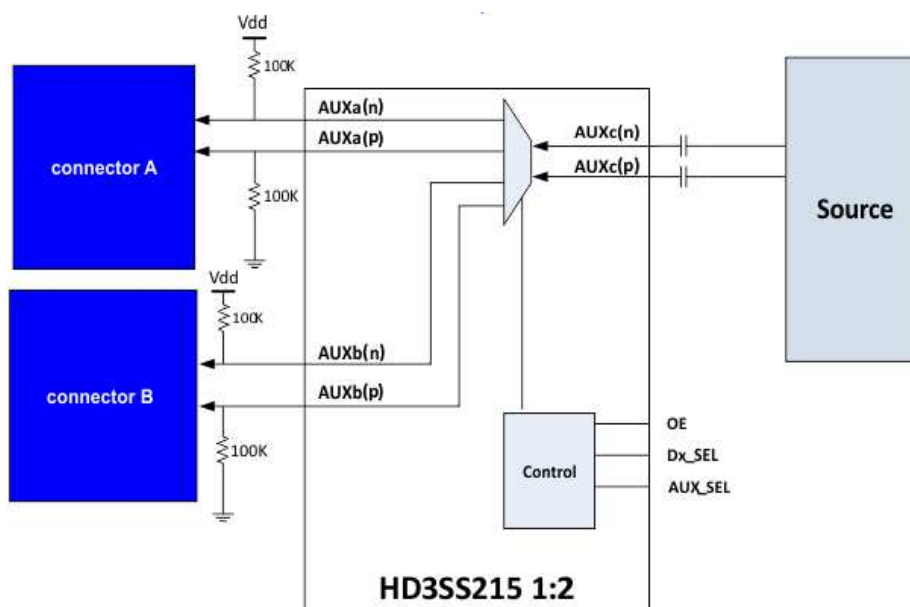 Vdd
100K
AUXa(n)
AUXa(p)
AUXc(n)
AUXc(p)
connector A
100K
Source
Vdd
100K
AUXb(n)
connector B
AUXb(p)
100K
OE
Dx_SEL
Control
AUX_SEL
HD3SS215 1:2